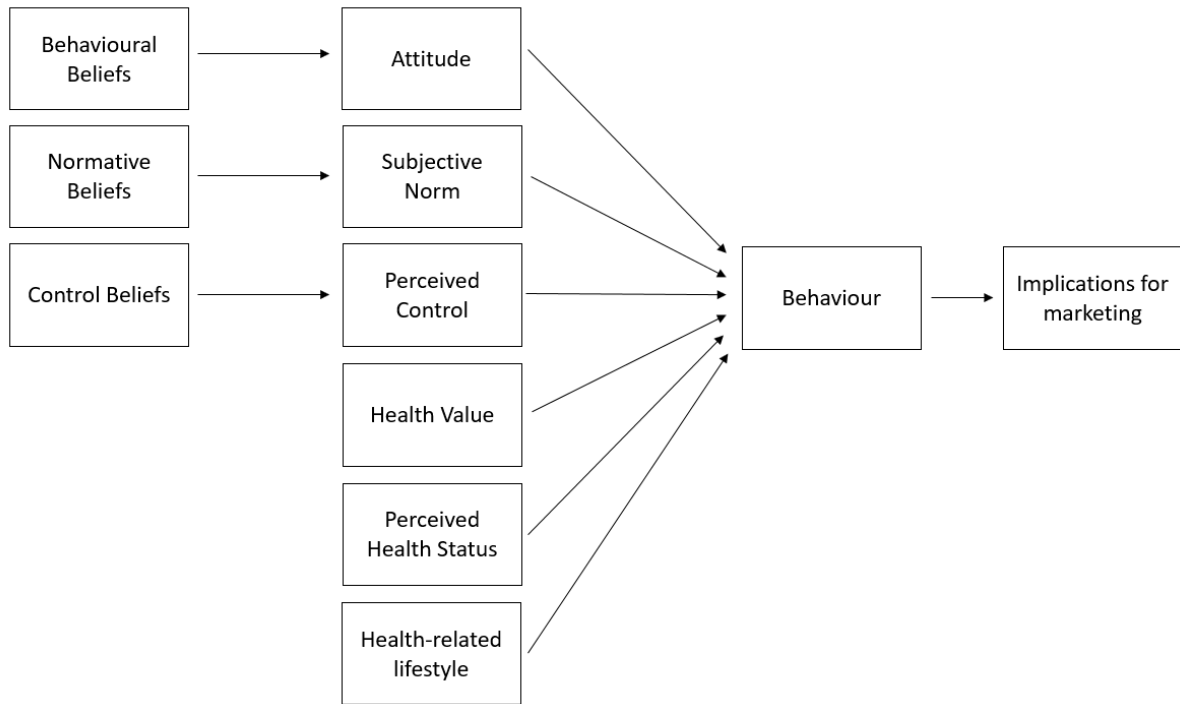 Behavioural
Beliefs
Attitude
Normative
Beliefs
Subjective
Norm
Control Beliefs
Perceived
Control
Behaviour
Implications for
marketing
Health Value
Perceived
Health Status
Health-related
lifestyle